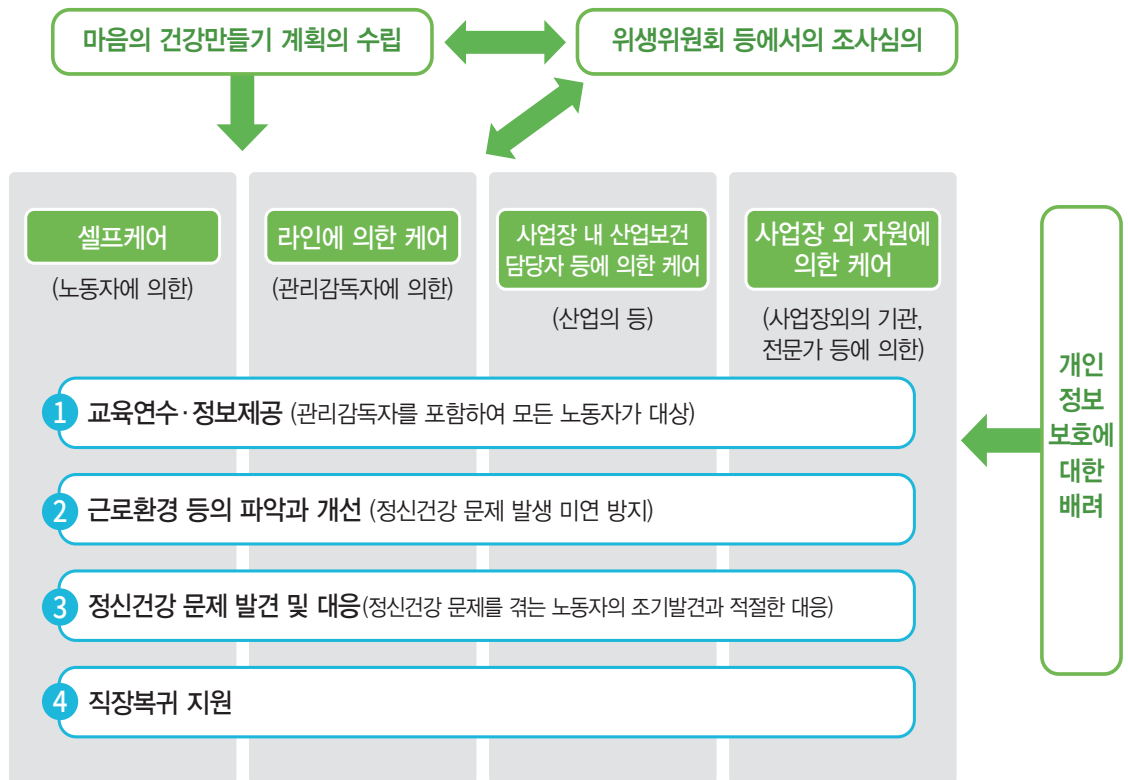 마음의 건강만들기 계획의 수립
위생위원회 등에서의 조사심의
셀프케어
(노동자에 의한)
라인에 의한 케어
(관리감독자에 의한)
사업장 내 산업보건
담당자 등에 의한 케어
(산업의 등)
사업장 외 자원에
의한 케어
(사업장외의 기관,
전문가 등에 의한)
1 교육연수·정보제공 (관리감독자를 포함하여 모든 노동자가 대상)
2 근로환경 등의 파악과 개선 (정신건강 문제 발생 미연 방지)
3 정신건강 문제 발견 및 대응(정신건강 문제를 겪는 노동자의 조기발견과 적절한 대응)
4 직장복귀 지원
개인
정보
보호에
대한
배려